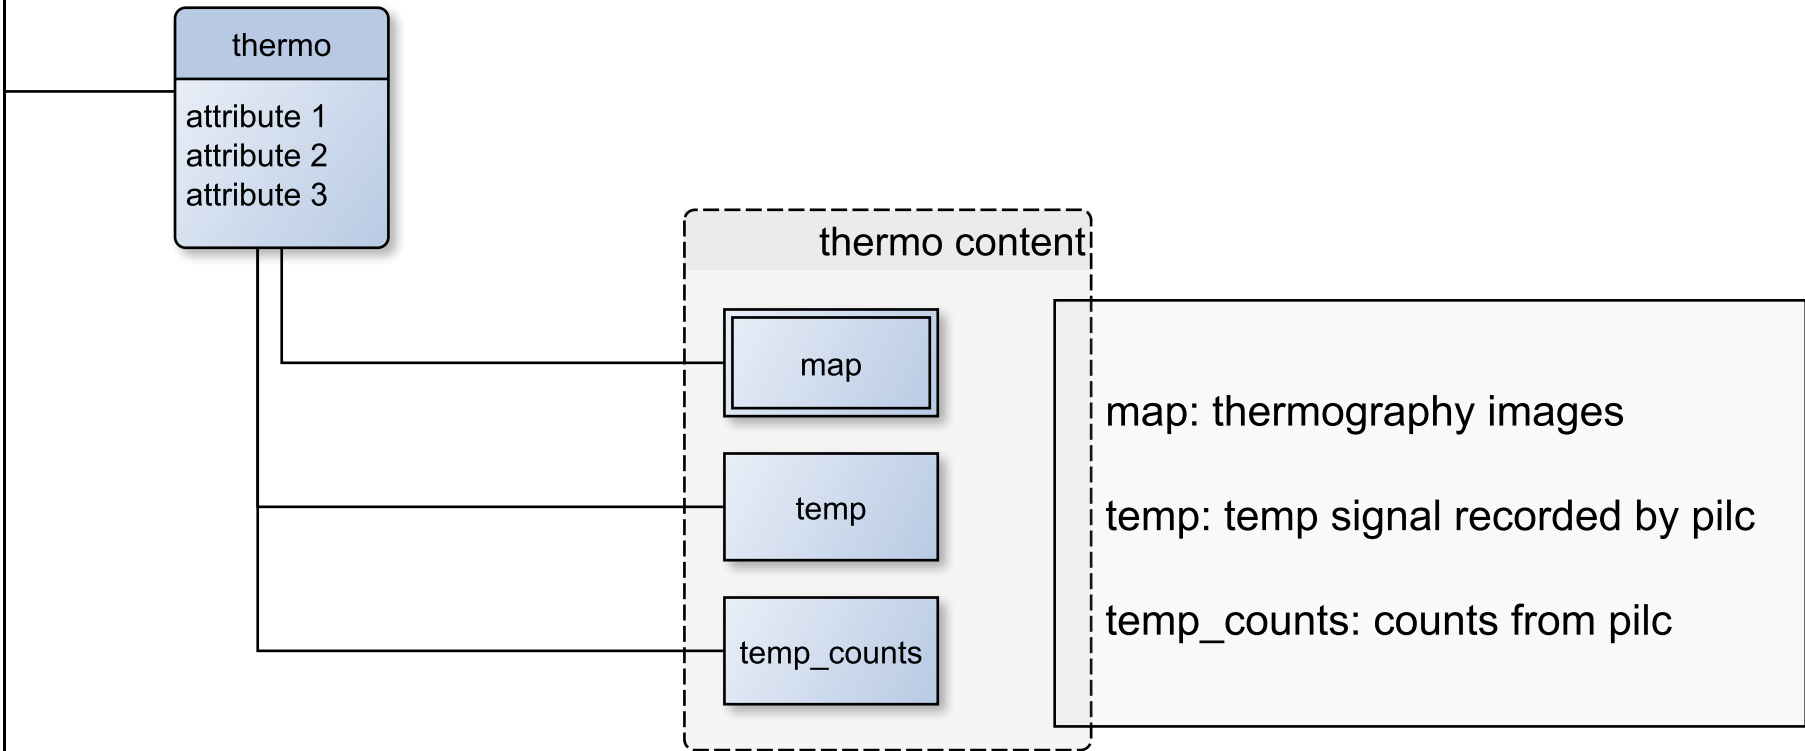 thermo
attribute 1
attribute 2
attribute 3
thermo content
map
temp
temp_counts
map: thermography images
temp: temp signal recorded by pilc
temp_counts: counts from pilc